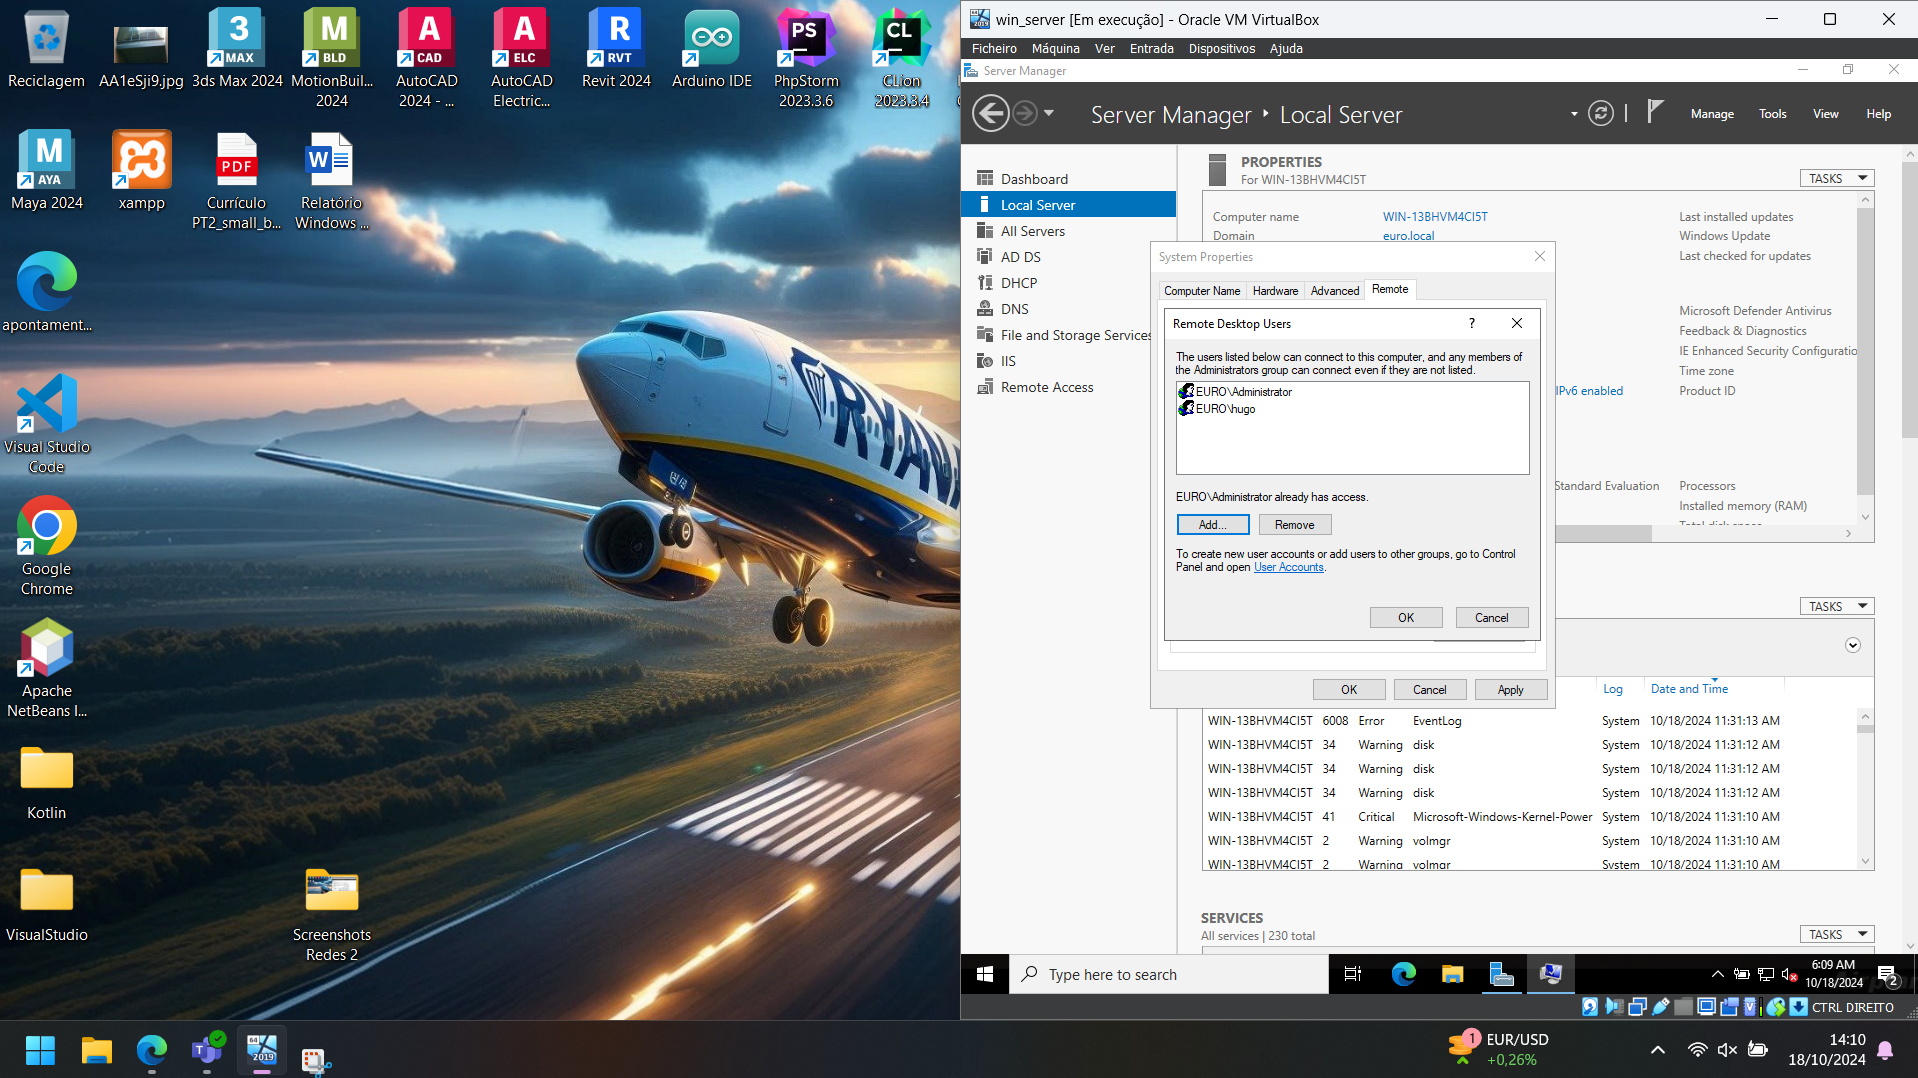 Reciclagem
AA1eSji9.jpg
3ds Max 2024
MotionBuil...
2024
AutoCAD
2024 - ...
AutoCAD
Electric...
Revit 2024
Arduino IDE
PhpStorm
2023.3.6
CLion
2023.3.4
Maya 2024
xampp
Currículo
PT2_small_b...
Relatório
Windows ...
apontament...
Visual Studio
Code
Google
Chrome
Apache
NetBeans I...
Kotlin
VisualStudio
Screenshots
Redes 2
3
MAX
M
BLD
A
CAD
A
ELC
R
RVT
PS
CL
M
AYA
PDF
W
RYANA
win_server [Em execução] - Oracle VM VirtualBox
Ficheiro Máquina Ver Entrada Dispositivos Ajuda
Server Manager
Server Manager Local Server
Manage Tools View Help
Dashboard
Local Server
All Servers
AD DS
DHCP
DNS
File and Storage Services
IIS
Remote Access
PROPERTIES
For WIN-13BHVM4CI5T
TASKS
Computer name WIN-13BHVM4CI5T
Domain euro.local
Last installed updates
Windows Update
Last checked for updates
Microsoft Defender Antivirus
Feedback & Diagnostics
IE Enhanced Security Configuratio
Time zone
IPv6 enabled Product ID
Standard Evaluation Processors
Installed memory (RAM)
Total disk space
System Properties
Computer Name Hardware Advanced Remote
Remote Desktop Users ?
The users listed below can connect to this computer, and any members of
the Administrators group can connect even if they are not listed.
EURO\Administrator
EURO\hugo
EURO\Administrator already has access.
Add... Remove
To create new user accounts or add users to other groups, go to Control
Panel and open User Accounts.
OK Cancel
OK Cancel Apply
TASKS
Log Date and Time
WIN-13BHVM4CI5T 6008 Error EventLog System 10/18/2024 11:31:13 AM
WIN-13BHVM4CI5T 34 Warning disk System 10/18/2024 11:31:12 AM
WIN-13BHVM4CI5T 34 Warning disk System 10/18/2024 11:31:12 AM
WIN-13BHVM4CI5T 34 Warning disk System 10/18/2024 11:31:12 AM
WIN-13BHVM4CI5T 41 Critical Microsoft-Windows-Kernel-Power System 10/18/2024 11:31:10 AM
WIN-13BHVM4CI5T 2 Warning volmgr System 10/18/2024 11:31:10 AM
WIN-13BHVM4CI5T 2 Warning volmgr System 10/18/2024 11:31:10 AM
SERVICES
All services | 230 total
TASKS
Type here to search
6:09 AM
10/18/2024
2
CTRL DIREITO
64
2019
1
EUR/USD
+0,26%
14:10
18/10/2024